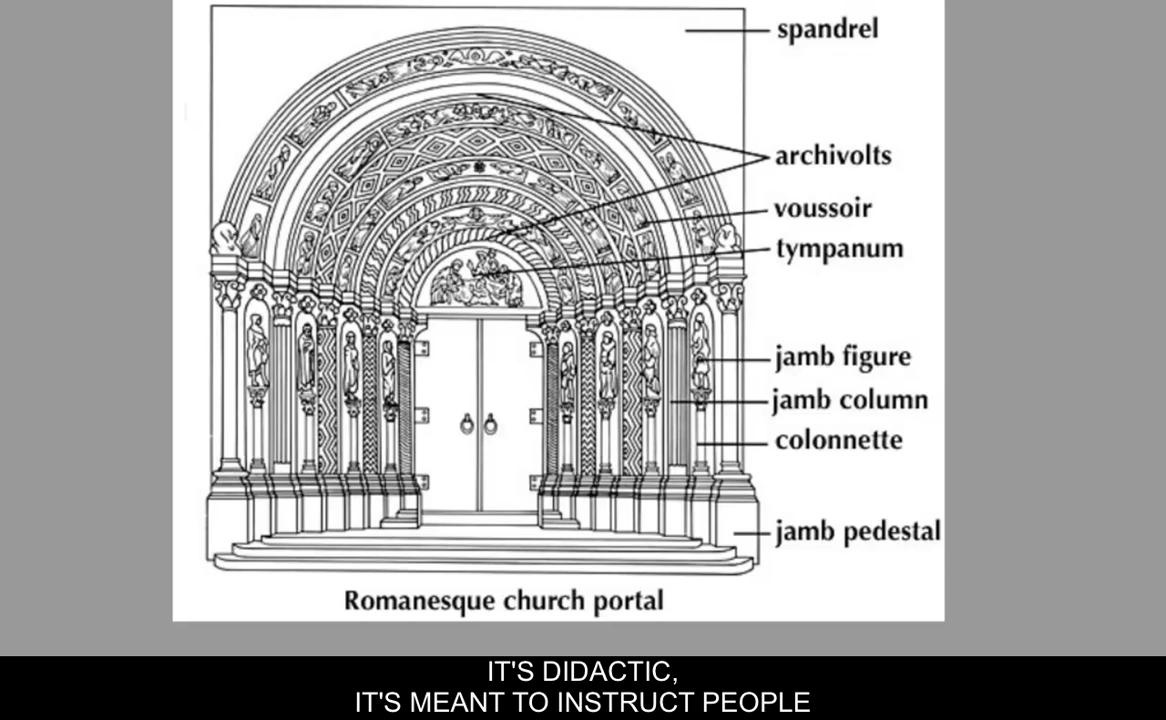 spandrel
archivolts
voussoir
tympanum
jamb figure
jamb column
colonnette
jamb pedestal
Romanesque church portal
IT'S DIDACTIC,
IT'S MEANT TO INSTRUCT PEOPLE